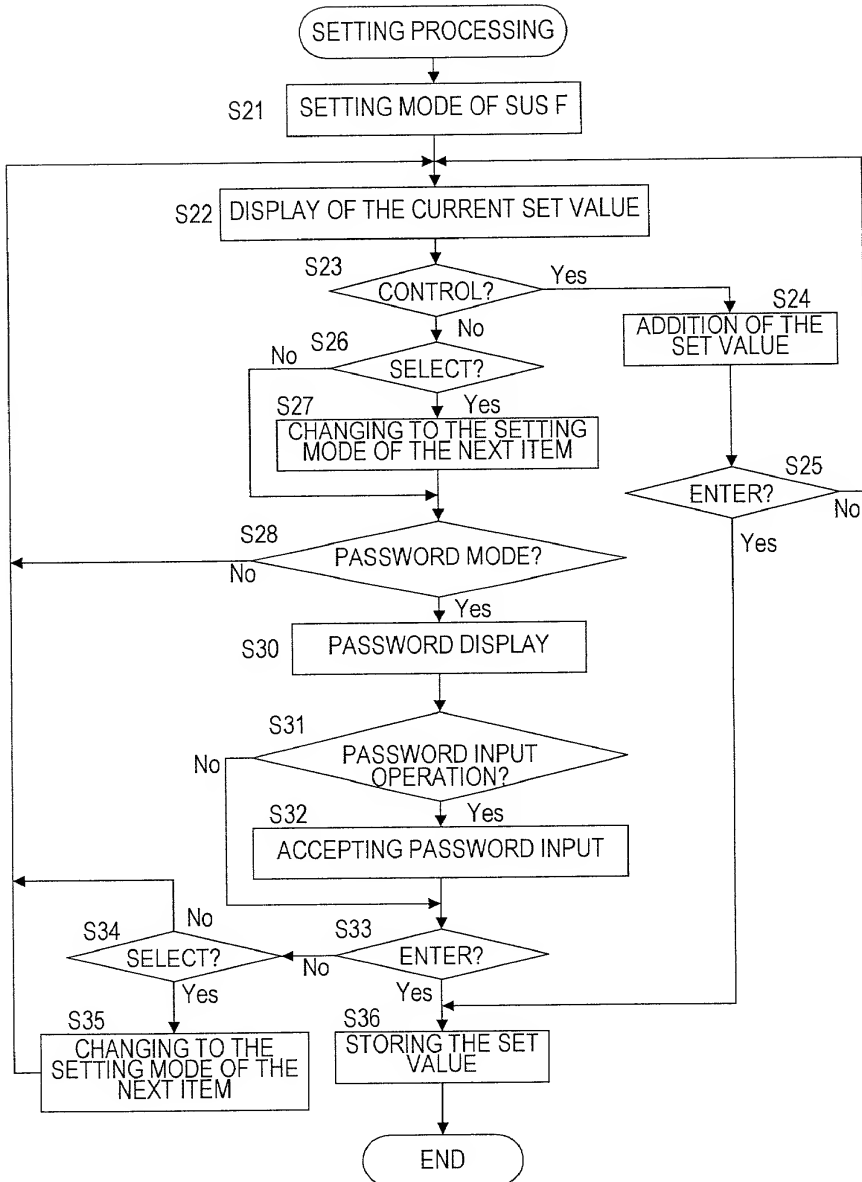 SETTING PROCESSING
S21
SETTING MODE OF SUS F
S22
DISPLAY OF THE CURRENT SET VALUE
S23
CONTROL?
Yes
No
S24
ADDITION OF THE
SET VALUE
S26
No
SELECT?
Yes
S27
CHANGING TO THE SETTING
MODE OF THE NEXT ITEM
S25
ENTER?
No
Yes
S28
PASSWORD MODE?
No
Yes
S30
PASSWORD DISPLAY
S31
PASSWORD INPUT
OPERATION?
No
Yes
S32
ACCEPTING PASSWORD INPUT
S33
ENTER?
No
Yes
S34
No
SELECT?
Yes
S35
CHANGING TO THE
SETTING MODE OF THE
NEXT ITEM
S36
STORING THE SET
VALUE
END